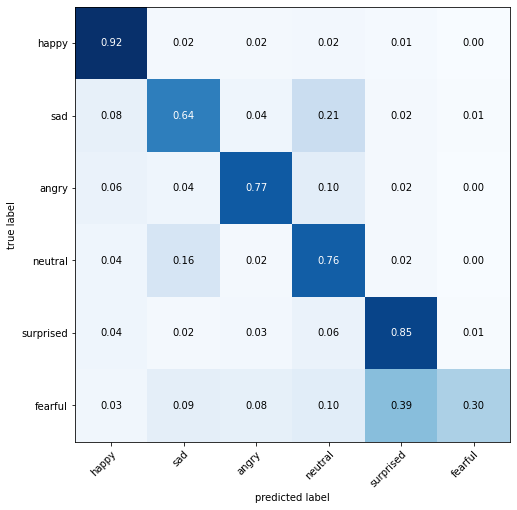 happy 0.92 0.02 0.02 0.02 0.01 0.00
sad 0.08 0.64 0.04 0.21 0.02 0.01
angry 0.06 0.04 0.77 0.10 0.02 0.00
neutral 0.04 0.16 0.02 0.76 0.02 0.00
surprised 0.04 0.02 0.03 0.06 0.85 0.01
fearful 0.03 0.09 0.08 0.10 0.39 0.30
true label
happy sad angry neutral surprised fearful
predicted label